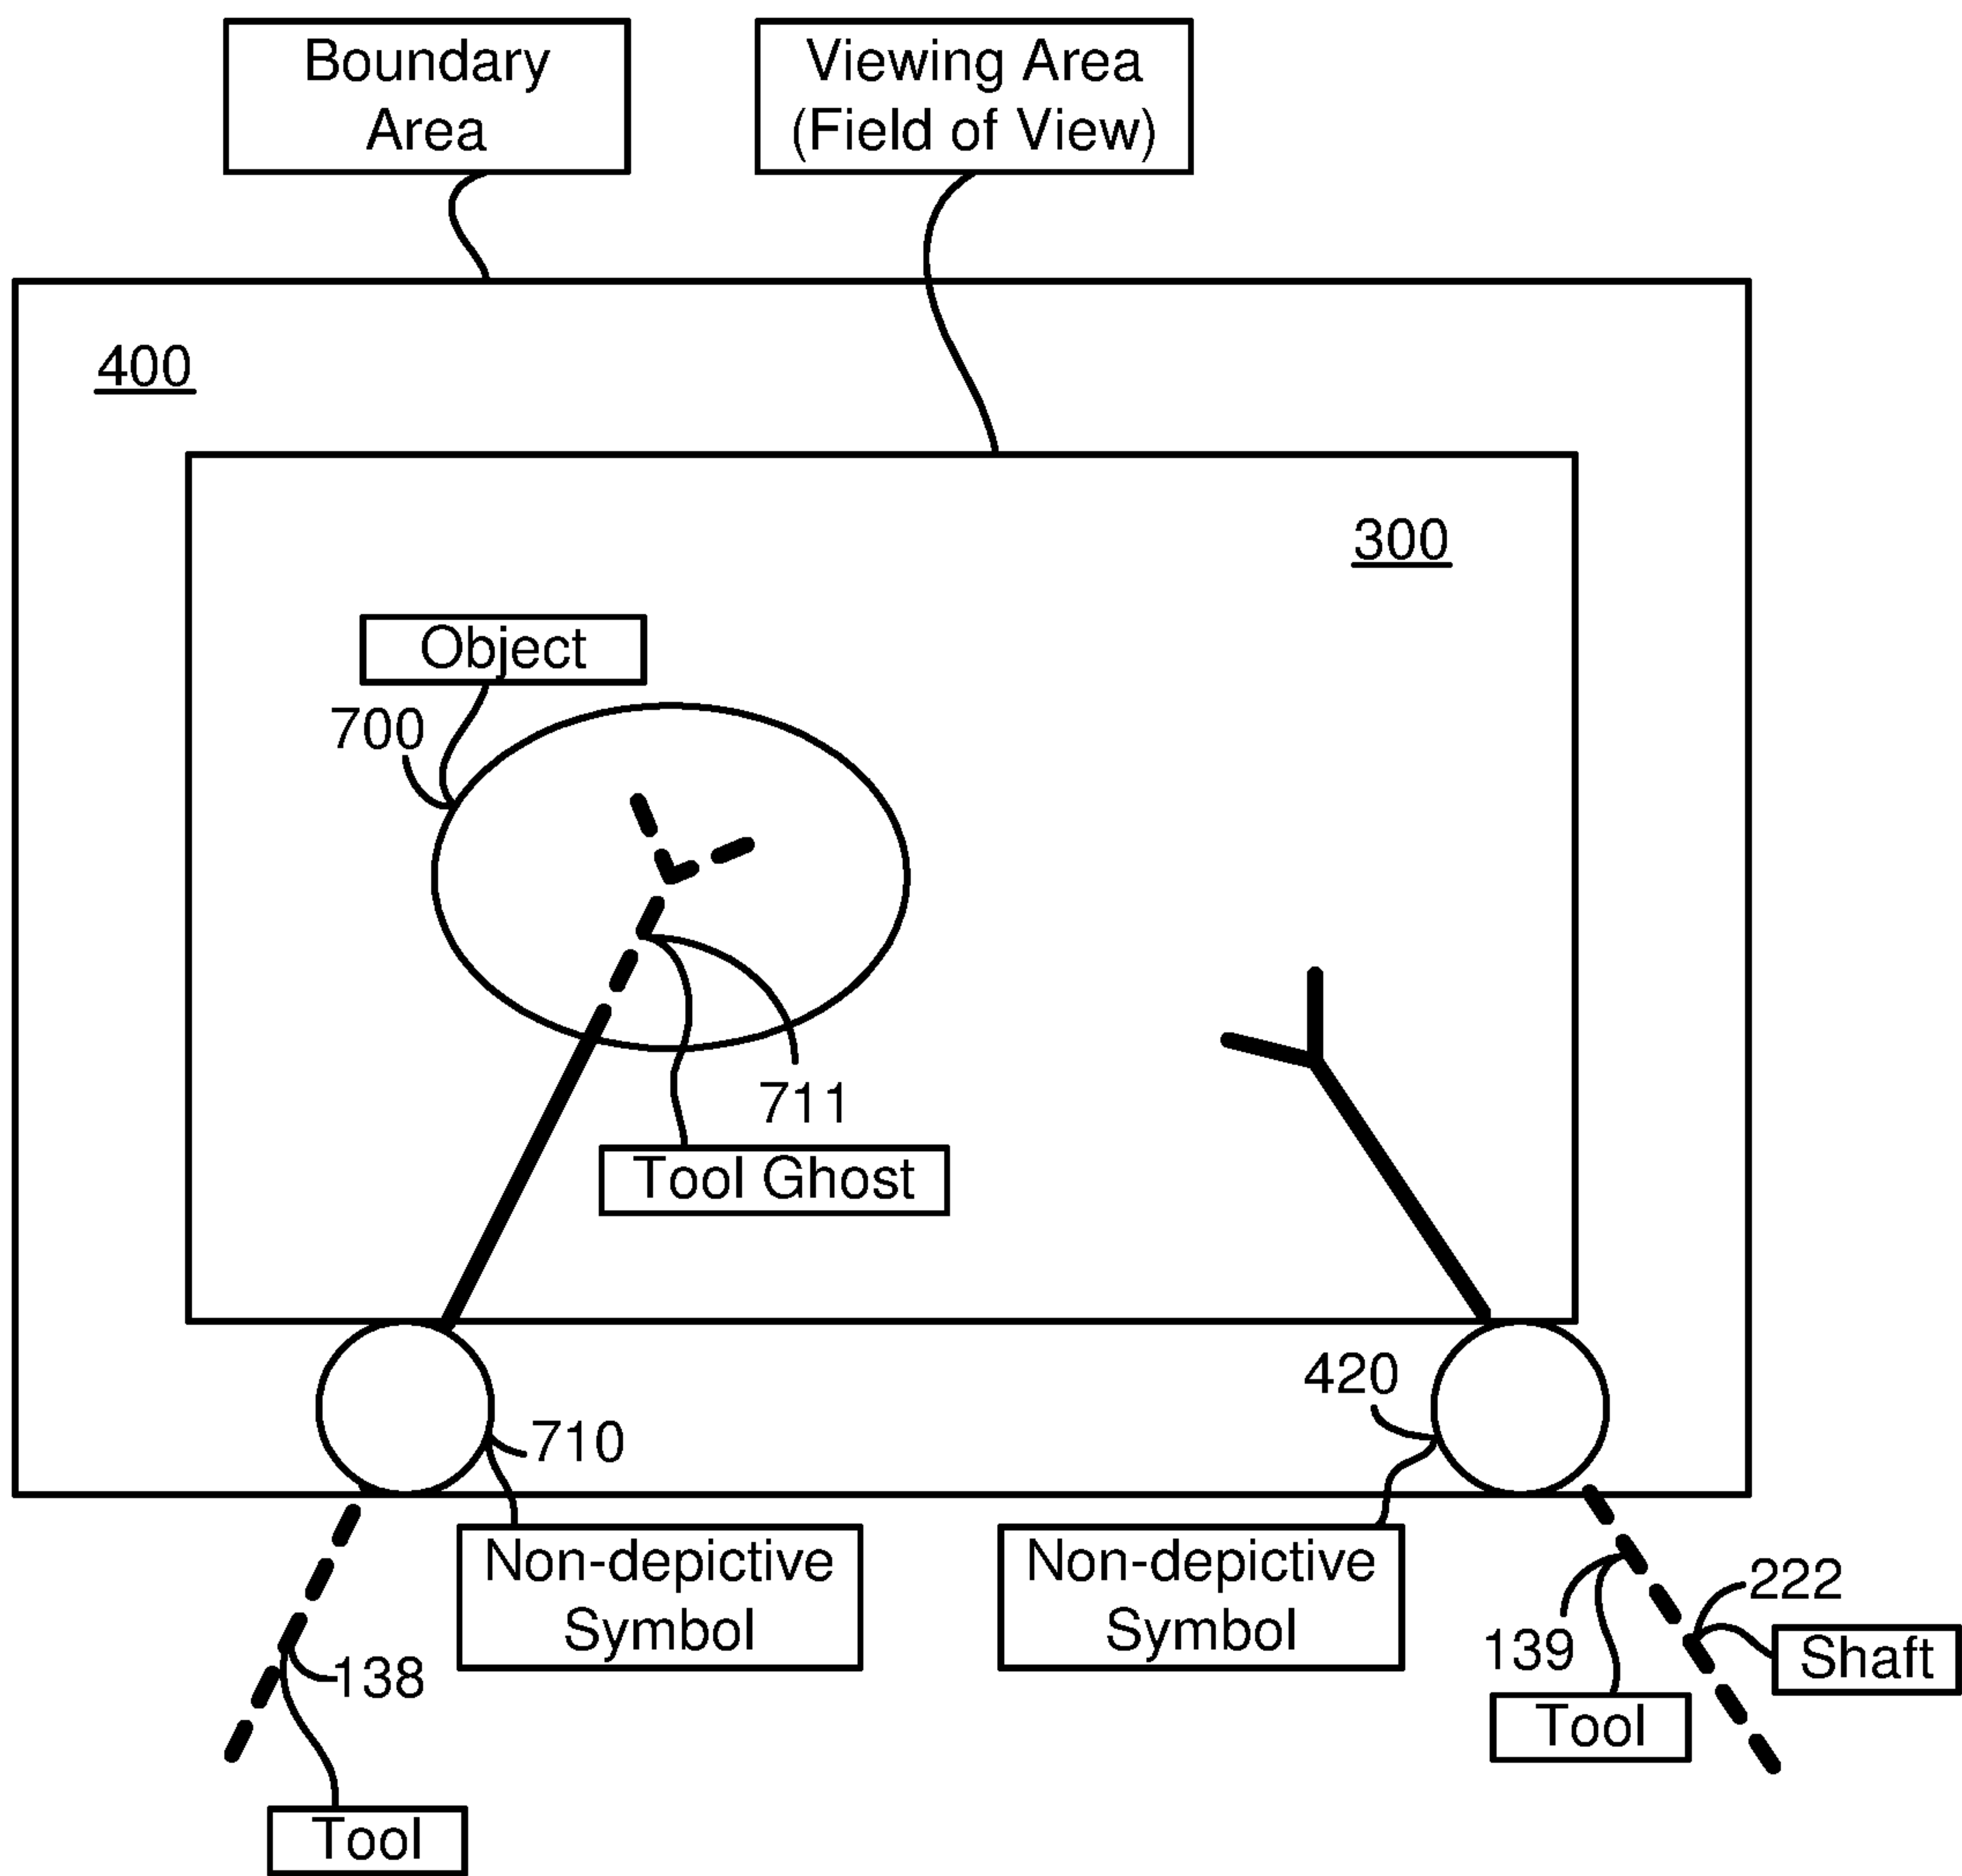 Boundary
Area
Viewing Area
(Field of View)
400
300
Object
700
711
Tool Ghost
420
710
Non-depictive
Symbol
Non-depictive
Symbol
222
139
Shaft
138
Tool
Tool